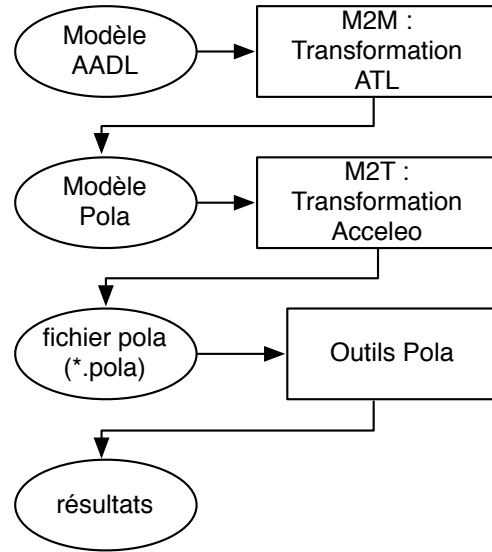 Modèle
AADL
M2M :
Transformation
ATL
Modèle
Pola
M2T :
Transformation
Acceleo
fichier pola
(*.pola)
Outils Pola
résultats